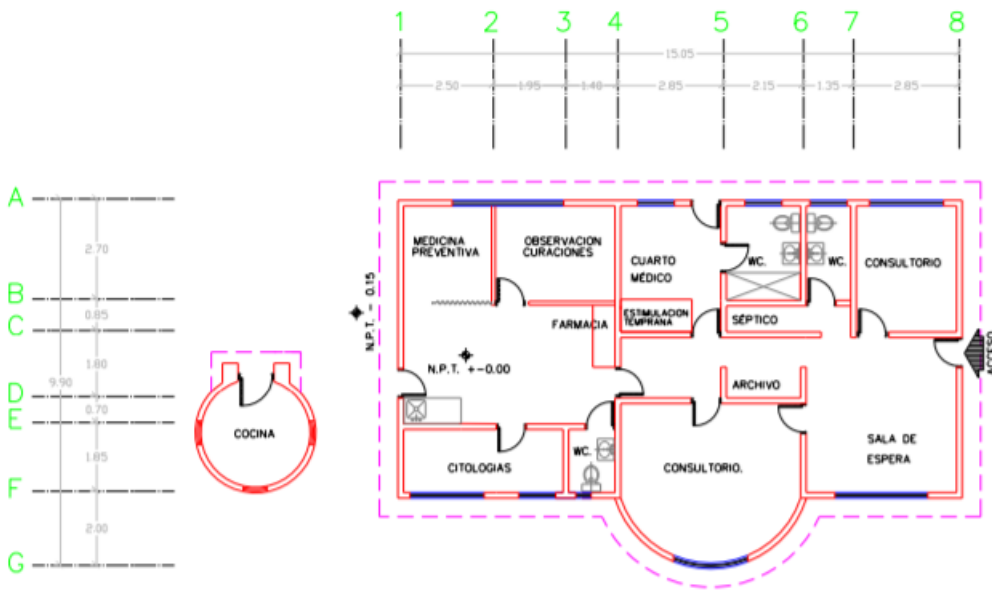 1 2 3 4 5 6 7 8
15.05
2.50 1.95 1.40 2.85 2.15 1.35 2.85
A
B
C
D
E
F
G
2.70
0.85
1.80
0.70
1.85
2.00
9.90
COCINA
N.P.T. - 0.15
MEDICINA
PREVENTIVA
OBSERVACION
CURACIONES
CUARTO
MÉDICO
WC.
WC.
CONSULTORIO
FARMACIA
ESTIMULACION
TEMPRANA
SÉPTICO
ACCESO
N.P.T. +-0.00
ARCHIVO
CITOLOGIAS
WC.
CONSULTORIO.
SALA DE
ESPERA